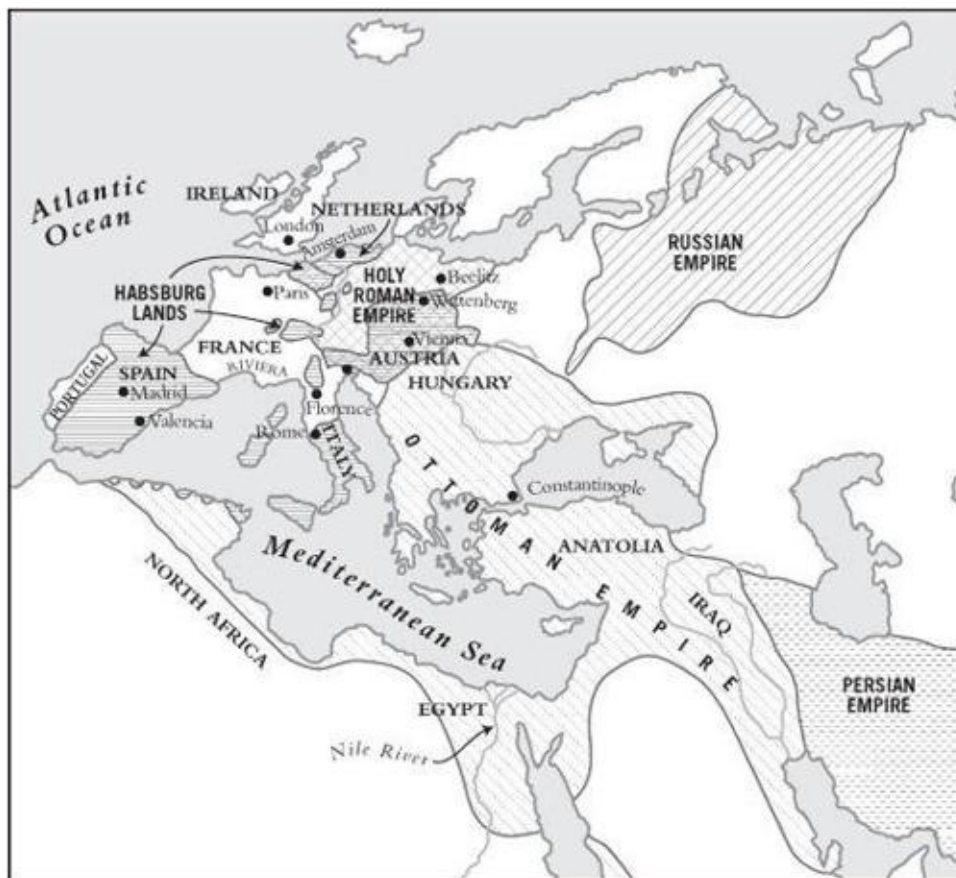 Atlantic
Ocean
IRELAND
London
NETHERLANDS
Amsterdam
HABSBURG
LANDS
Paris
HOLY
ROMAN
EMPIRE
Beelitz
Wittenberg
RUSSIAN
EMPIRE
PORTUGAL
SPAIN
Madrid
Valencia
FRANCE
RIVIERA
Vienna
AUSTRIA
HUNGARY
Florence
Rome
ITALY
OTTOMAN EMPIRE
Constantinople
ANATOLIA
IRAQ
Mediterranean Sea
NORTH AFRICA
EGYPT
Nile River
PERSIAN
EMPIRE